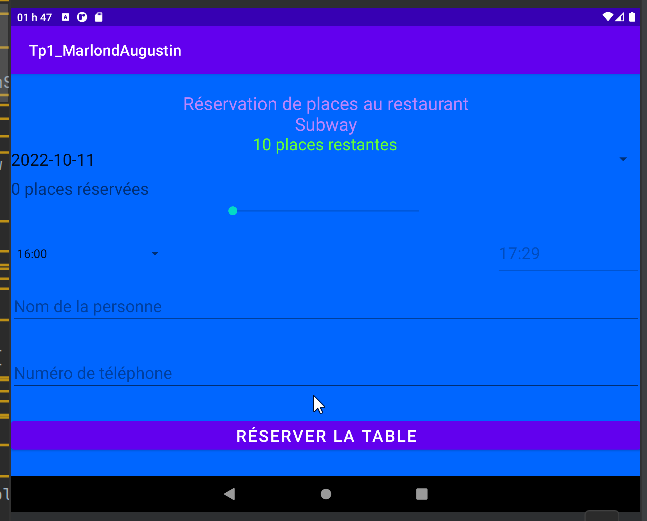 01 h 47
Tp1_MarlondAugustin
Réservation de places au restaurant
Subway
10 places restantes
2022-10-11
0 places réservées
16:00
17:29
Nom de la personne
Numéro de téléphone
RÉSERVER LA TABLE